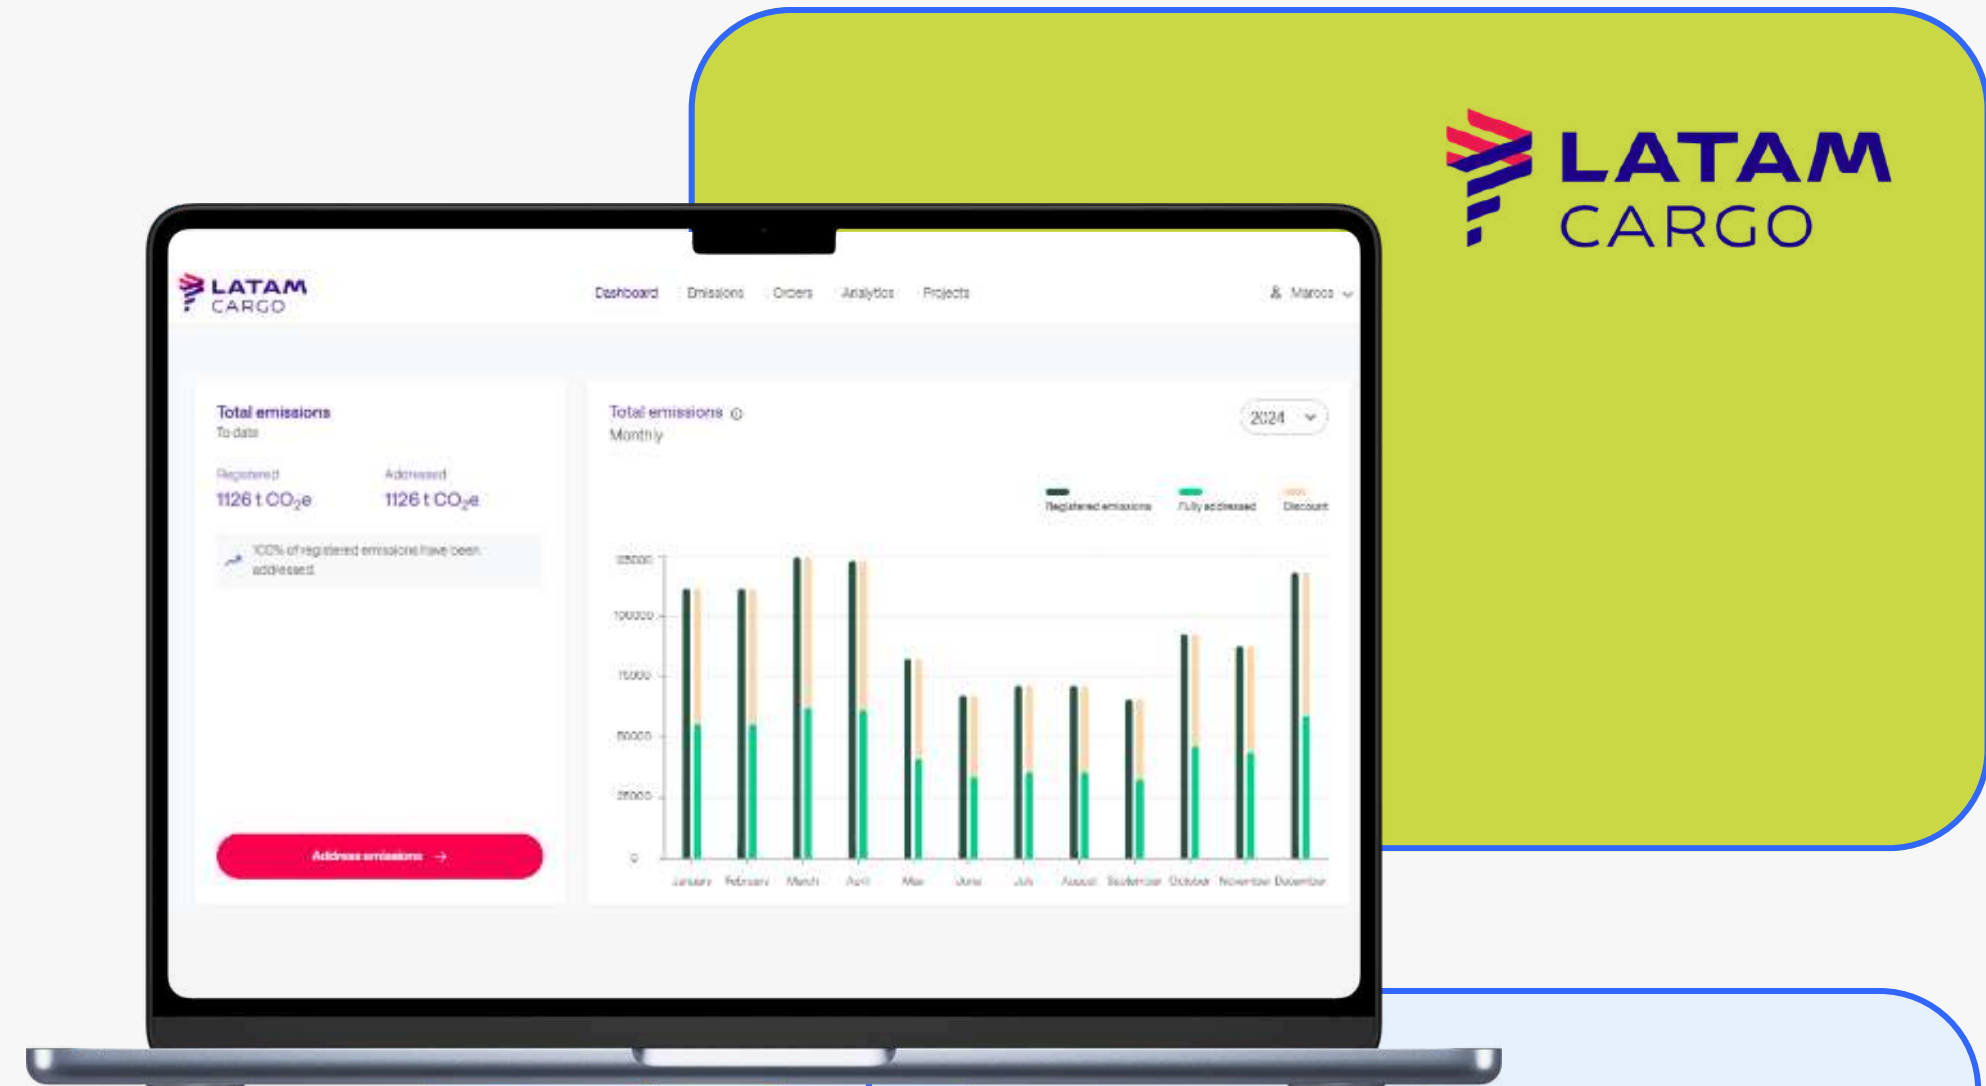 LATAM
CARGO
LATAM
CARGO
Dashboard Emissions Orders Analytics Projects
Marcos
Total emissions
To date
Registered Addressed
1126 t CO₂e 1126 t CO₂e
100% of registered emissions have been
addressed.
Address emissions →
Total emissions
Monthly
2024
Registered emissions Fully addressed Discount
125000
100000
75000
50000
25000
0
January February March April May June July August September October November December